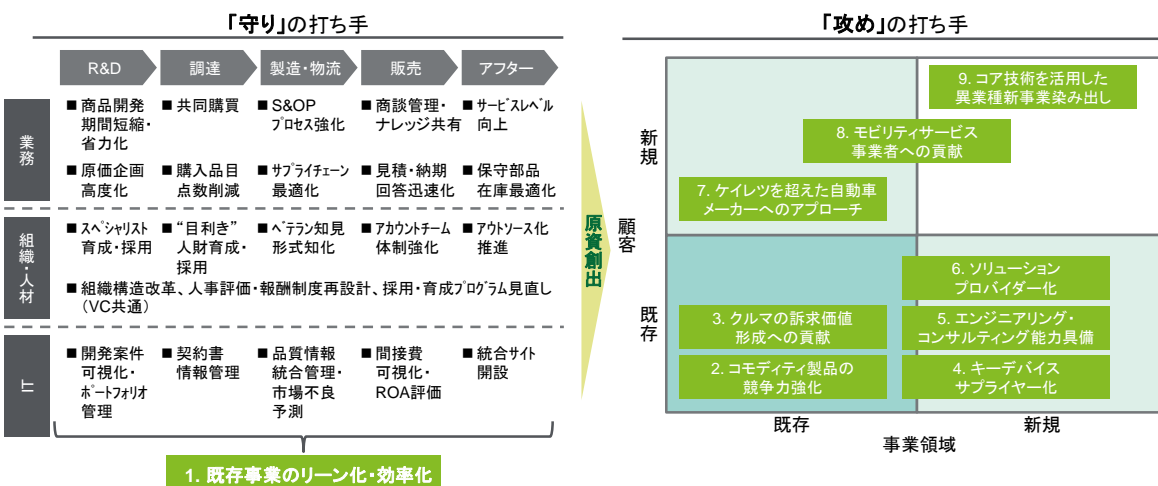 「守り」の打ち手
R&D
調達
製造・物流
販売
アフター
業務
■ 商品開発
期間短縮・
省力化
■ 共同購買
■ S&OP
プロセス強化
■ 商談管理・
ナレッジ共有
■ サービスレベル
向上
■ 原価企画
高度化
■ 購入品目
点数削減
■ サプライチェーン
最適化
■ 見積・納期
回答迅速化
■ 保守部品
在庫最適化
組織・人材
■ スペシャリスト
育成・採用
■ “目利き”
人財育成・
採用
■ ベテラン知見
形式知化
■ アカウントチーム
体制強化
■ アウトソース化
推進
■ 組織構造改革、人事評価・報酬制度再設計、採用・育成プログラム見直し
（VC共通）
IT
■ 開発案件
可視化・
ポートフォリオ
管理
■ 契約書
情報管理
■ 品質情報
統合管理・
市場不良
予測
■ 間接費
可視化・
ROA評価
■ 統合サイト
開設
1. 既存事業のリーン化・効率化
原資創出
「攻め」の打ち手
顧客
新規
既存
9. コア技術を活用した
異業種新事業染み出し
8. モビリティサービス
事業者への貢献
7. ケイレツを超えた自動車
メーカーへのアプローチ
6. ソリューション
プロバイダー化
3. クルマの訴求価値
形成への貢献
5. エンジニアリング・
コンサルティング能力具備
2. コモディティ製品の
競争力強化
4. キーデバイス
サプライヤー化
既存
新規
事業領域